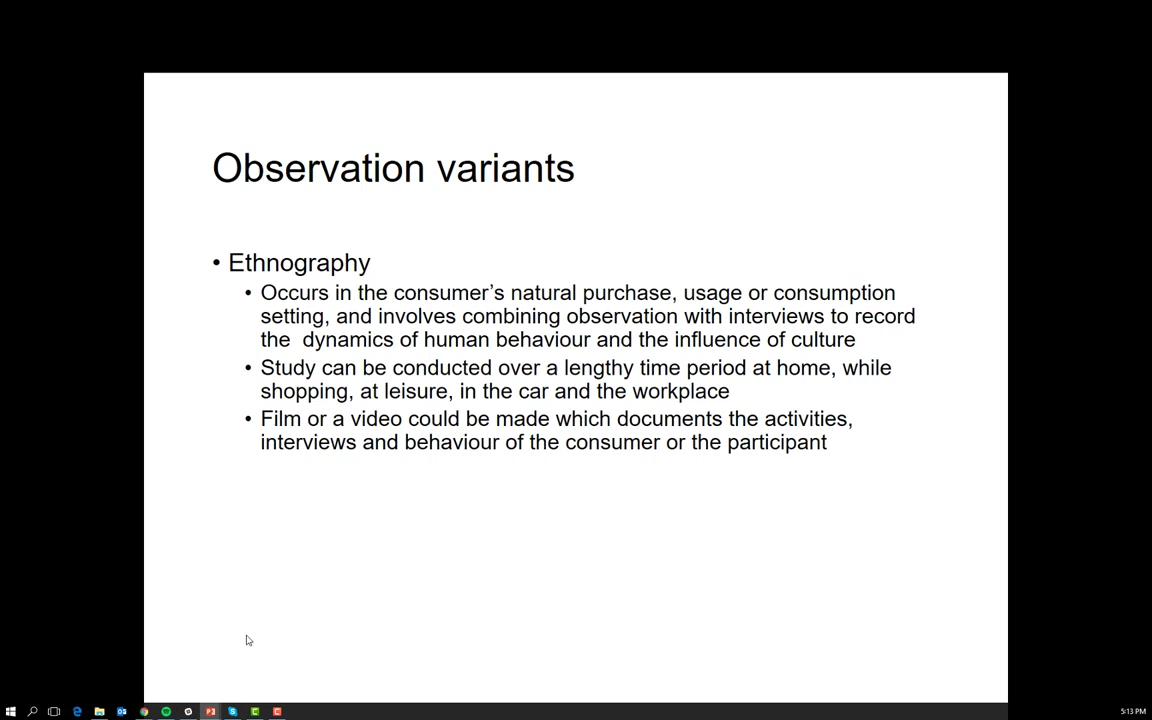 Observation variants
• Ethnography
• Occurs in the consumer’s natural purchase, usage or consumption
setting, and involves combining observation with interviews to record
the  dynamics of human behaviour and the influence of culture
• Study can be conducted over a lengthy time period at home, while
shopping, at leisure, in the car and the workplace
• Film or a video could be made which documents the activities,
interviews and behaviour of the consumer or the participant
5:13 PM